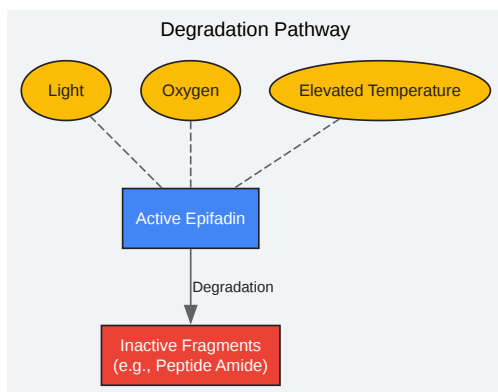 Degradation Pathway
Light
Oxygen
Elevated Temperature
Active Epifadin
Degradation
Inactive Fragments
(e.g., Peptide Amide)